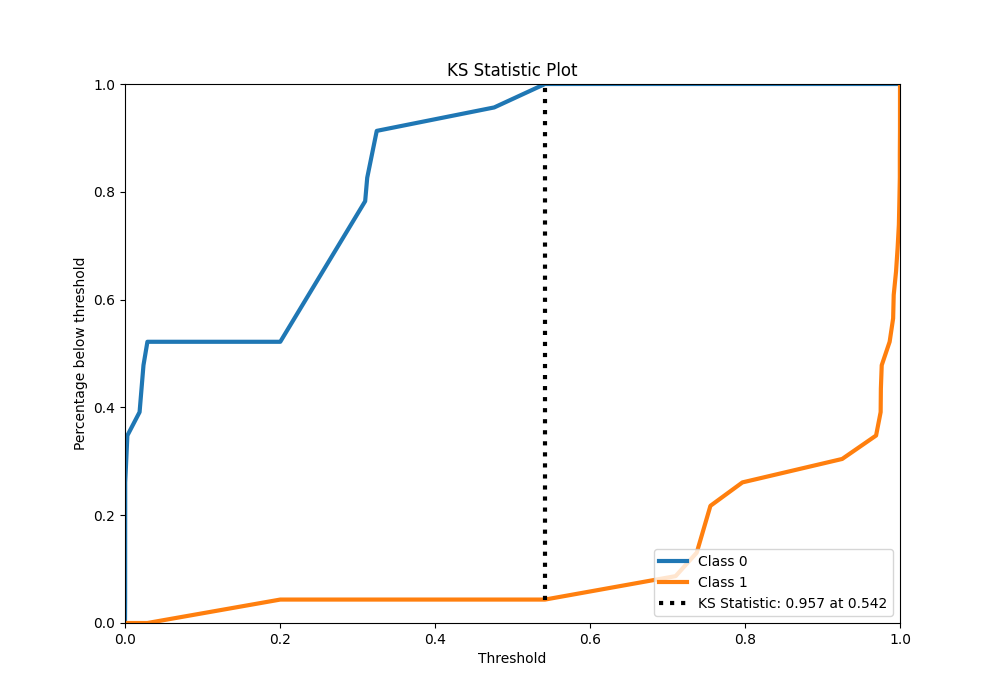 KS Statistic Plot
1.0
0.8
0.6
0.4
0.2
0.0
Percentage below threshold
0.0 0.2 0.4 0.6 0.8 1.0
Threshold
Class 0
Class 1
KS Statistic: 0.957 at 0.542